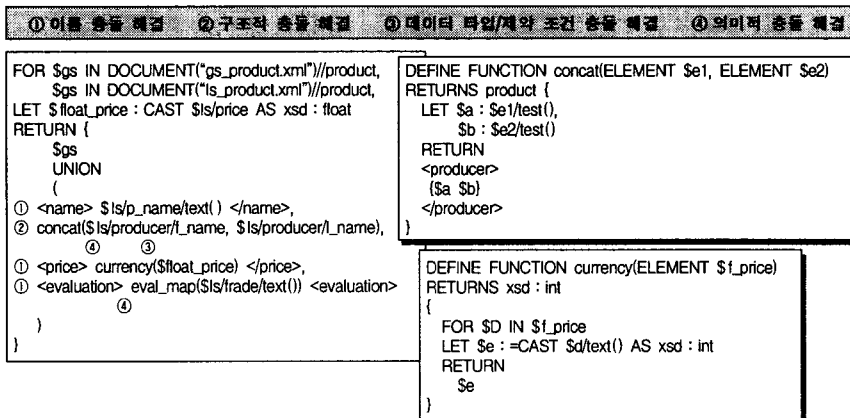 ① 이름 충돌 해결 ② 구조적 충돌 해결 ③ 데이터 타입/제약 조건 충돌 해결 ④ 의미적 충돌 해결
FOR $gs IN DOCUMENT("gs_product.xml")//product,
$gs IN DOCUMENT("ls_product.xml")//product,
LET $float_price : CAST $ls/price AS xsd : float
RETURN {
$gs
UNION
(
① <name> $ls/p_name/text( ) </name>,
② concat($ls/producer/f_name, $ls/producer/l_name),
④ ③
① <price> currency($float_price) </price>,
① <evaluation> eval_map($ls/frade/text()) <evaluation>
④
)
}
DEFINE FUNCTION concat(ELEMENT $e1, ELEMENT $e2)
RETURNS product {
LET $a : $e1/test(),
$b : $e2/test()
RETURN
<producer>
{$a $b}
</producer>
}
DEFINE FUNCTION currency(ELEMENT $f_price)
RETURNS xsd : int
{
FOR $D IN $f_price
LET $e : =CAST $d/text() AS xsd : int
RETURN
$e
}